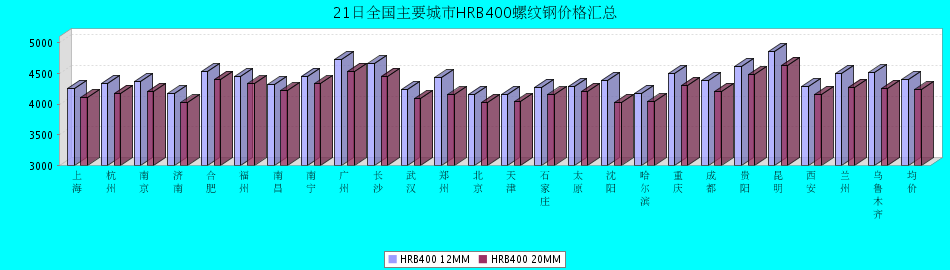 21日全国主要城市HRB400螺纹钢价格汇总
5000
4500
4000
3500
3000
上海 杭州 南京 济南 合肥 福州 南昌 南宁 广州 长沙 武汉 郑州 北京 天津 石家庄 太原 沈阳 哈尔滨 重庆 成都 贵阳 昆明 西安 兰州 乌鲁木齐 均价
HRB400 12MM HRB400 20MM